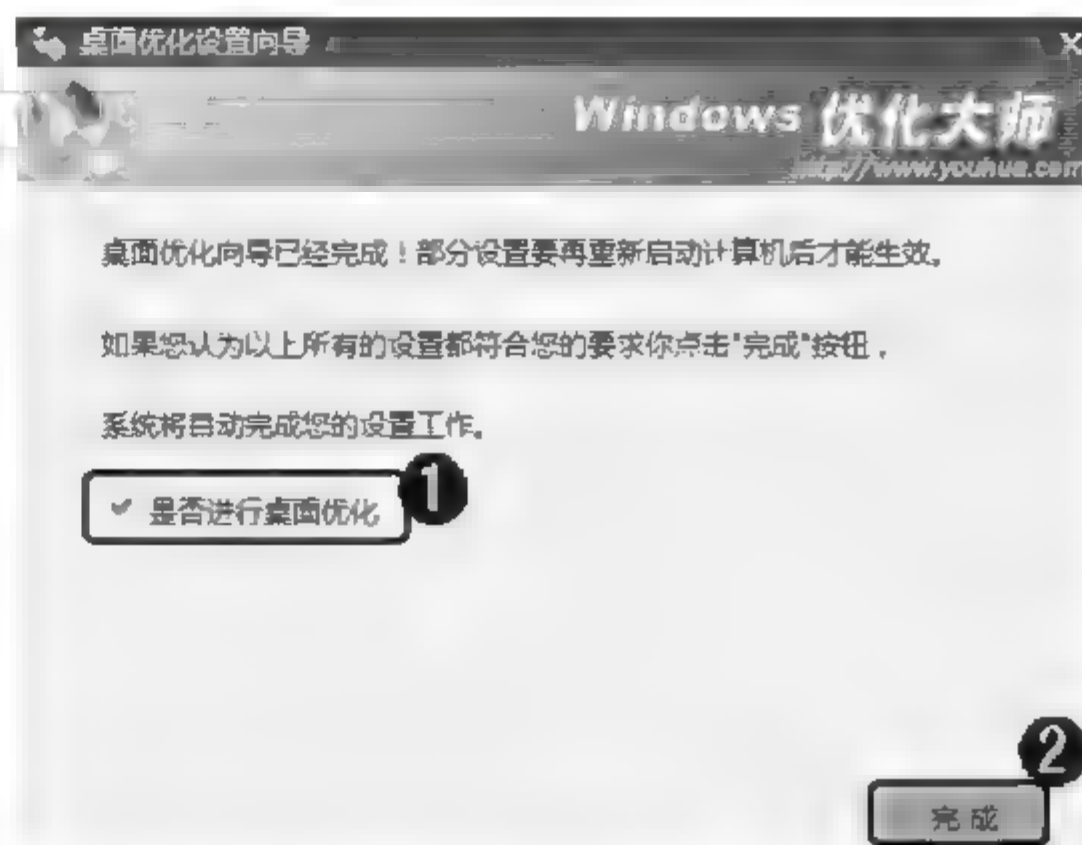 桌面优化设置向导
Windows 优化大师
http://www.youhua.com
桌面优化向导已经完成！部分设置要再重新启动计算机后才能生效。
如果您认为以上所有的设置都符合您的要求你点击"完成"按钮，
系统将自动完成您的设置工作。
是否进行桌面优化
1
2
完成